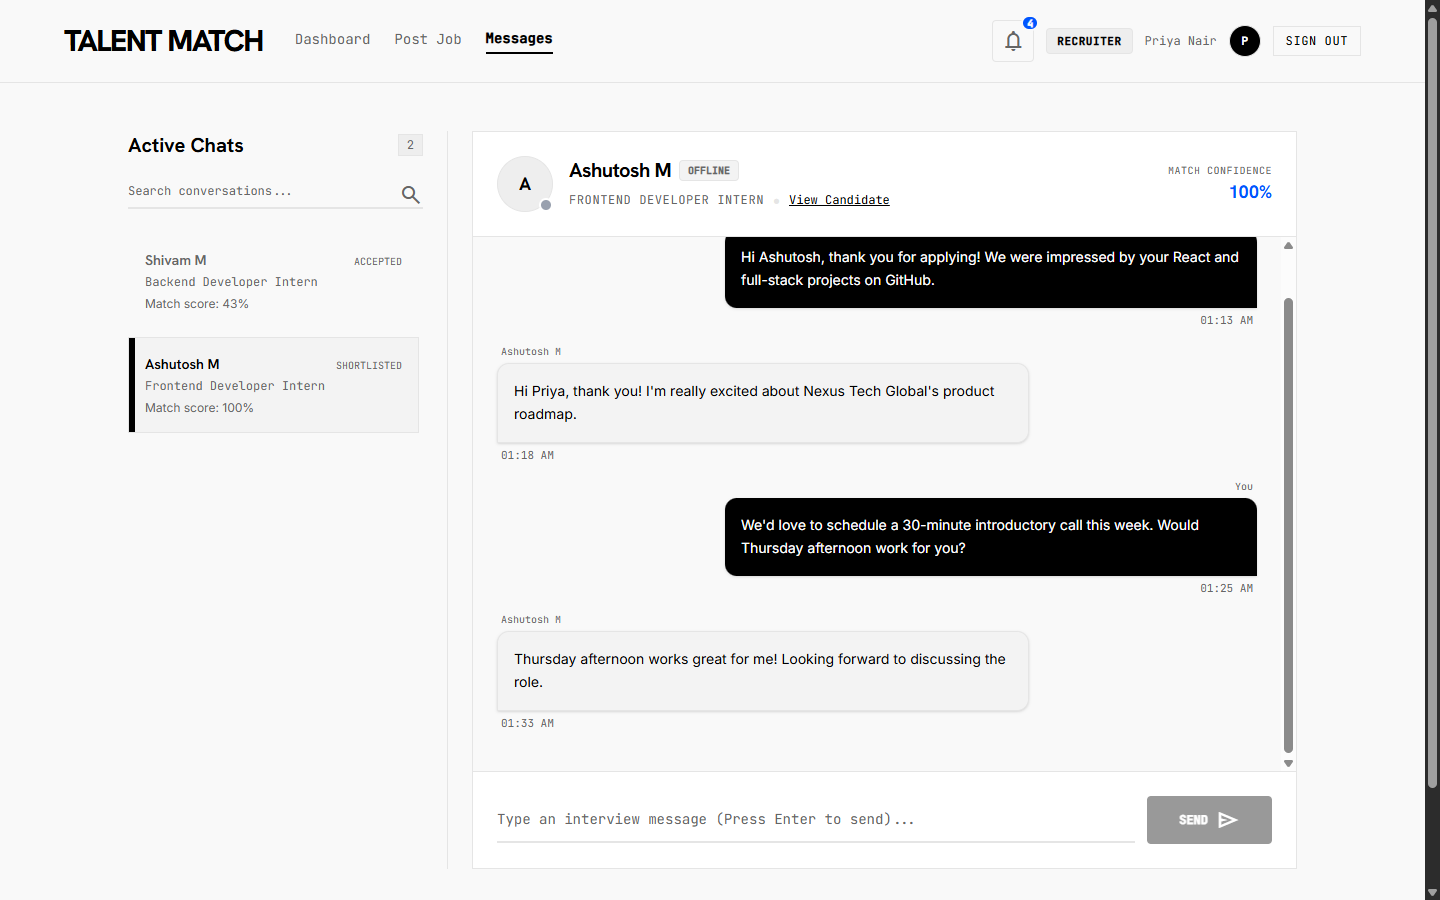 TALENT MATCH
Dashboard
Post Job
Messages
4
RECRUITER
Priya Nair
P
SIGN OUT
Active Chats
2
Search conversations...
Shivam M
ACCEPTED
Backend Developer Intern
Match score: 43%
Ashutosh M
SHORTLISTED
Frontend Developer Intern
Match score: 100%
A
Ashutosh M
OFFLINE
FRONTEND DEVELOPER INTERN
View Candidate
MATCH CONFIDENCE
100%
Hi Ashutosh, thank you for applying! We were impressed by your React and
full-stack projects on GitHub.
01:13 AM
Ashutosh M
Hi Priya, thank you! I'm really excited about Nexus Tech Global's product
roadmap.
01:18 AM
You
We'd love to schedule a 30-minute introductory call this week. Would
Thursday afternoon work for you?
01:25 AM
Ashutosh M
Thursday afternoon works great for me! Looking forward to discussing the
role.
01:33 AM
Type an interview message (Press Enter to send)...
SEND